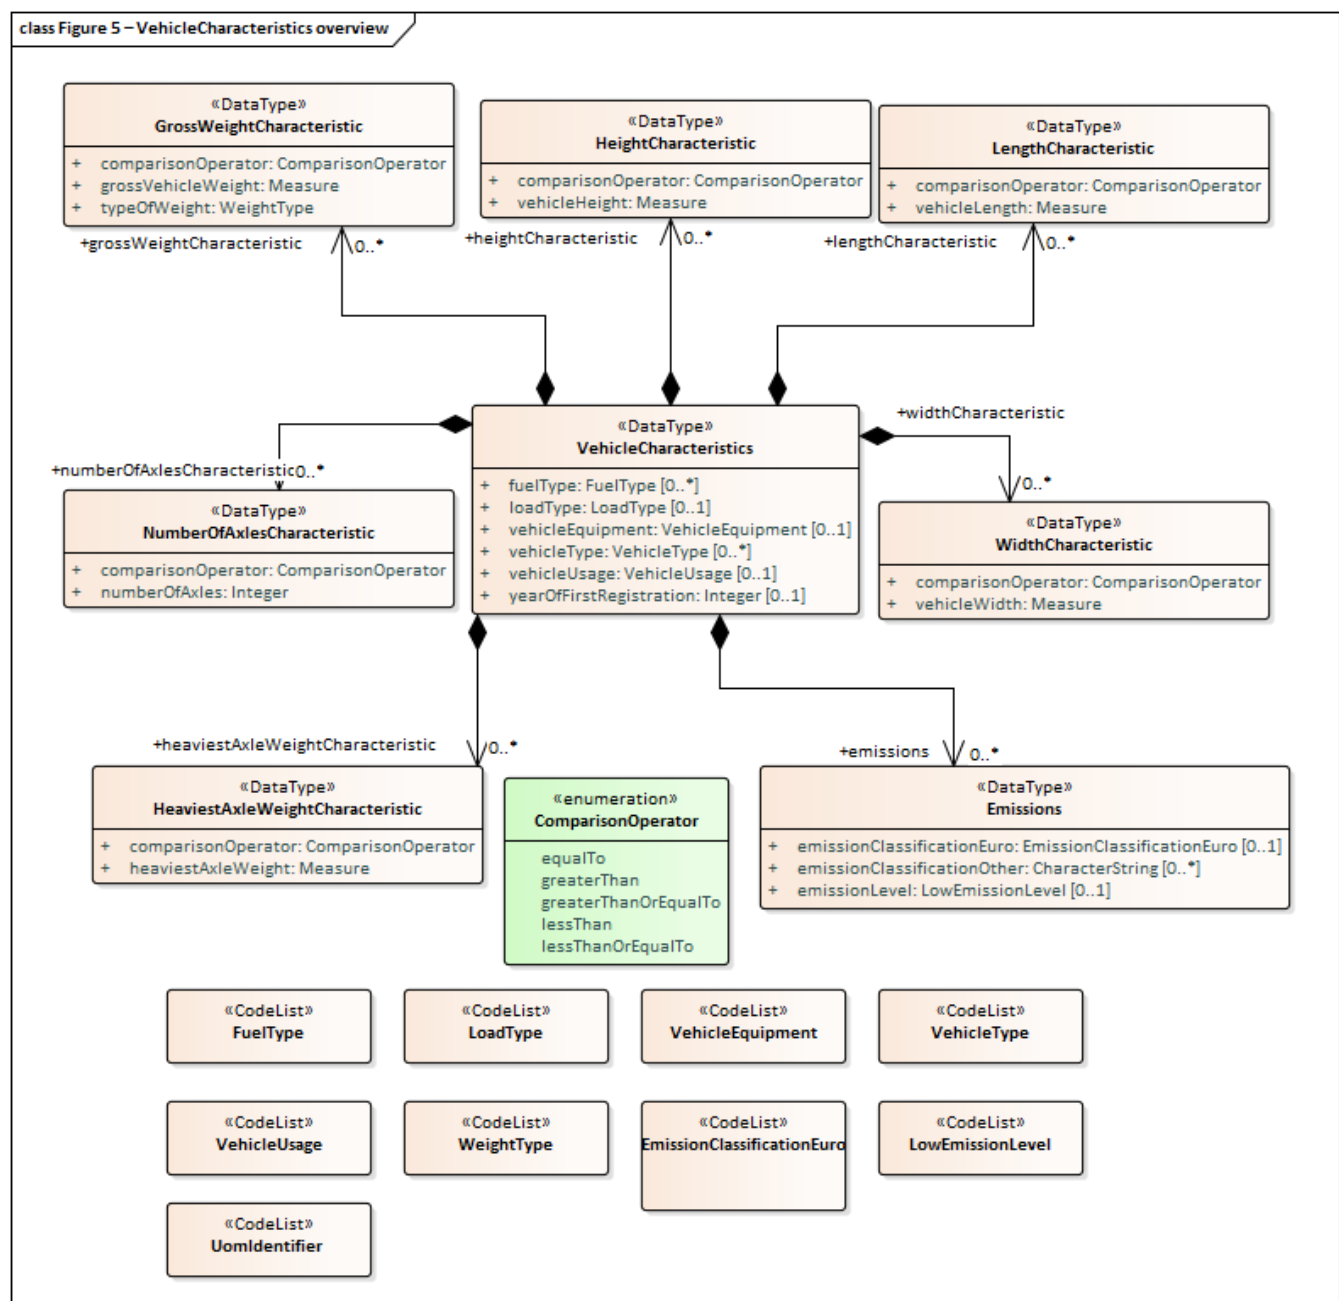 class Figure 5 – VehicleCharacteristics overview
«DataType»
GrossWeightCharacteristic
+ comparisonOperator: ComparisonOperator
+ grossVehicleWeight: Measure
+ typeOfWeight: WeightType
«DataType»
HeightCharacteristic
+ comparisonOperator: ComparisonOperator
+ vehicleHeight: Measure
«DataType»
LengthCharacteristic
+ comparisonOperator: ComparisonOperator
+ vehicleLength: Measure
+grossWeightCharacteristic
0..*
+heightCharacteristic
0..*
+lengthCharacteristic
0..*
«DataType»
VehicleCharacteristics
+ fuelType: FuelType [0..*]
+ loadType: LoadType [0..1]
+ vehicleEquipment: VehicleEquipment [0..1]
+ vehicleType: VehicleType [0..*]
+ vehicleUsage: VehicleUsage [0..1]
+ yearOfFirstRegistration: Integer [0..1]
+widthCharacteristic
0..*
+numberOfAxlesCharacteristic
0..*
«DataType»
NumberOfAxlesCharacteristic
+ comparisonOperator: ComparisonOperator
+ numberOfAxles: Integer
«DataType»
WidthCharacteristic
+ comparisonOperator: ComparisonOperator
+ vehicleWidth: Measure
+heaviestAxleWeightCharacteristic
0..*
+emissions
0..*
«DataType»
HeaviestAxleWeightCharacteristic
+ comparisonOperator: ComparisonOperator
+ heaviestAxleWeight: Measure
«enumeration»
ComparisonOperator
equalTo
greaterThan
greaterThanOrEqualTo
lessThan
lessThanOrEqualTo
«DataType»
Emissions
+ emissionClassificationEuro: EmissionClassificationEuro [0..1]
+ emissionClassificationOther: CharacterString [0..*]
+ emissionLevel: LowEmissionLevel [0..1]
«CodeList»
FuelType
«CodeList»
LoadType
«CodeList»
VehicleEquipment
«CodeList»
VehicleType
«CodeList»
VehicleUsage
«CodeList»
WeightType
«CodeList»
EmissionClassificationEuro
«CodeList»
LowEmissionLevel
«CodeList»
UomIdentifier